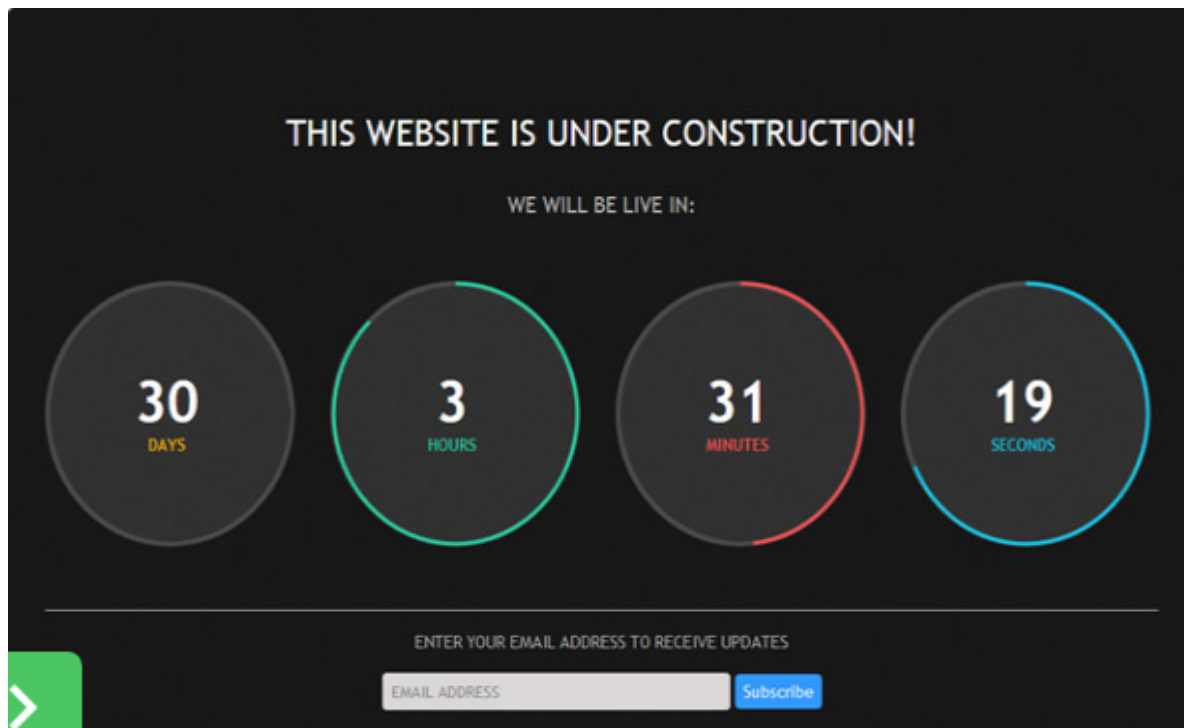 THIS WEBSITE IS UNDER CONSTRUCTION!
WE WILL BE LIVE IN:
30 3 31 19
DAYS HOURS MINUTES SECONDS
ENTER YOUR EMAIL ADDRESS TO RECEIVE UPDATES
EMAIL ADDRESS Subscribe